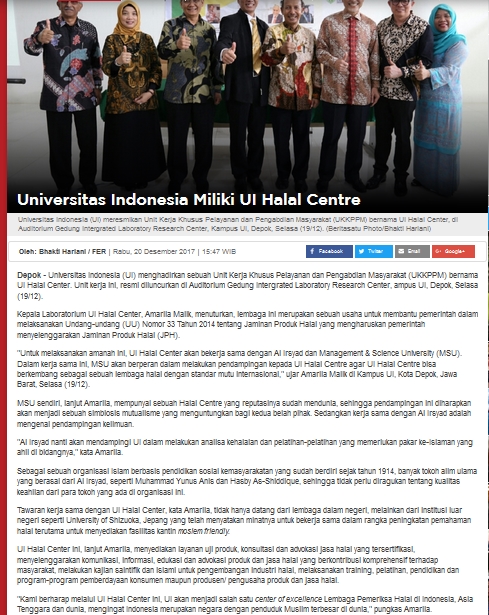 Universitas Indonesia Miliki UI Halal Centre
Universitas Indonesia (UI) meresmikan Unit Kerja Khusus Pelayanan dan Pengabdian Masyarakat (UKKPPM) bernama UI Halal Center, di
Auditorium Gedung Intergrated Laboratory Research Center, Kampus UI, Depok, Selasa (19/12). (Beritasatu Photo/Bhakti Hariani)
Oleh: Bhakti Hariani / FER | Rabu, 20 Desember 2017 | 15:47 WIB
Facebook Twitter Email Google+
Depok - Universitas Indonesia (UI) menghadirkan sebuah Unit Kerja Khusus Pelayanan dan Pengabdian Masyarakat (UKKPPM) bernama
UI Halal Center. Unit kerja ini, resmi diluncurkan di Auditorium Gedung Intergrated Laboratory Research Center, ampus UI, Depok, Selasa
(19/12).
Kepala Laboratorium UI Halal Center, Amarila Malik, menuturkan, lembaga ini merupakan sebuah usaha untuk membantu pemerintah dalam
melaksanakan Undang-undang (UU) Nomor 33 Tahun 2014 tentang Jaminan Produk Halal yang mengharuskan pemerintah
menyelenggarakan Jaminan Produk Halal (JPH).
"Untuk melaksanakan amanah ini, UI Halal Center akan bekerja sama dengan Al Irsyad dan Management & Science University (MSU).
Dalam kerja sama ini, MSU akan berperan dalam melakukan pendampingan kepada UI Halal Centre agar UI Halal Centre bisa
berkembang sebagai sebuah lembaga halal dengan standar mutu internasional," ujar Amarila Malik di Kampus UI, Kota Depok, Jawa
Barat, Selasa (19/12).
MSU sendiri, lanjut Amarila, mempunyai sebuah Halal Centre yang reputasinya sudah mendunia, sehingga pendampingan ini diharapkan
akan menjadi sebuah simbiosis mutualisme yang menguntungkan bagi kedua belah pihak. Sedangkan kerja sama dengan Al Irsyad adalah
mengenai pendampingan keilmuan.
"Al Irsyad nanti akan mendampingi UI dalam melakukan analisa kehalalan dan pelatihan-pelatihan yang memerlukan pakar ke-islaman yang
ahli di bidangnya," kata Amarila.
Sebagai sebuah organisasi Islam berbasis pendidikan sosial kemasyarakatan yang sudah berdiri sejak tahun 1914, banyak tokoh alim ulama
yang berasal dari Al Irsyad, seperti Muhammad Yunus Anis dan Hasby As-Shiddique, sehingga tidak perlu diragukan tentang kualitas
keahlian dari para tokoh yang ada di organisasi ini.
Tawaran kerja sama dengan UI Halal Center, kata Amarila, tidak hanya datang dari lembaga dalam negeri, melainkan dari institusi luar
negeri seperti University of Shizuoka, Jepang yang telah menyatakan minatnya untuk bekerja sama dalam rangka peningkatan pemahaman
halal terutama untuk menyediakan fasilitas kantin moslem friendly.
UI Halal Center ini, lanjut Amarila, menyediakan layanan uji produk, konsultasi dan advokasi jasa halal yang tersertifikasi,
menyelenggarakan komunikasi, informasi, edukasi dan advokasi produk dan jasa halal yang berkontribusi komprehensif terhadap
masyarakat, melakukan kajian saintifik dan Islami untuk pengembangan industri halal, melaksanakan training, pelatihan, pendidikan dan
program-program pemberdayaan konsumen maupun produsen/ pengusaha produk dan jasa halal.
"Kami berharap melalui UI Halal Center Ini, UI akan menjadi salah satu center of excellence Lembaga Pemeriksa Halal di Indonesia, Asia
Tenggara dan dunia, mengingat indonesia merupakan negara dengan penduduk Muslim terbesar di dunia," pungkas Amarila.